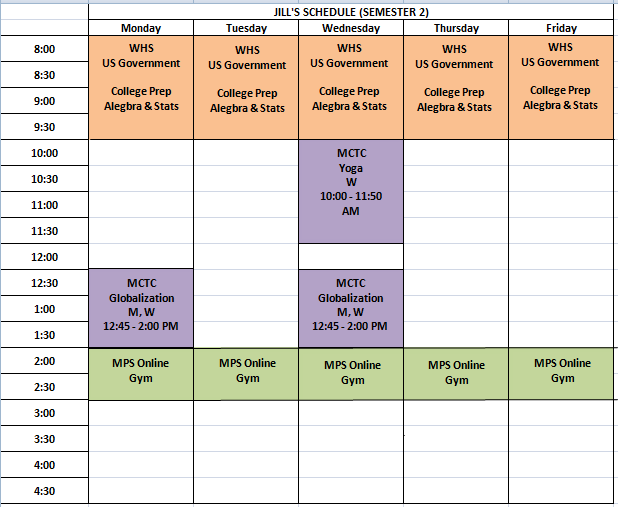 JILL'S SCHEDULE (SEMESTER 2)
Monday Tuesday Wednesday Thursday Friday
8:00
8:30
9:00
9:30
WHS
US Government
College Prep
Alegbra & Stats
WHS
US Government
College Prep
Alegbra & Stats
WHS
US Government
College Prep
Alegbra & Stats
WHS
US Government
College Prep
Alegbra & Stats
WHS
US Government
College Prep
Alegbra & Stats
10:00
10:30
11:00
11:30
MCTC
Yoga
W
10:00 - 11:50
AM
12:00
12:30
1:00
1:30
MCTC
Globalization
M, W
12:45 - 2:00 PM
MCTC
Globalization
M, W
12:45 - 2:00 PM
2:00
2:30
MPS Online
Gym
MPS Online
Gym
MPS Online
Gym
MPS Online
Gym
MPS Online
Gym
3:00
3:30
4:00
4:30